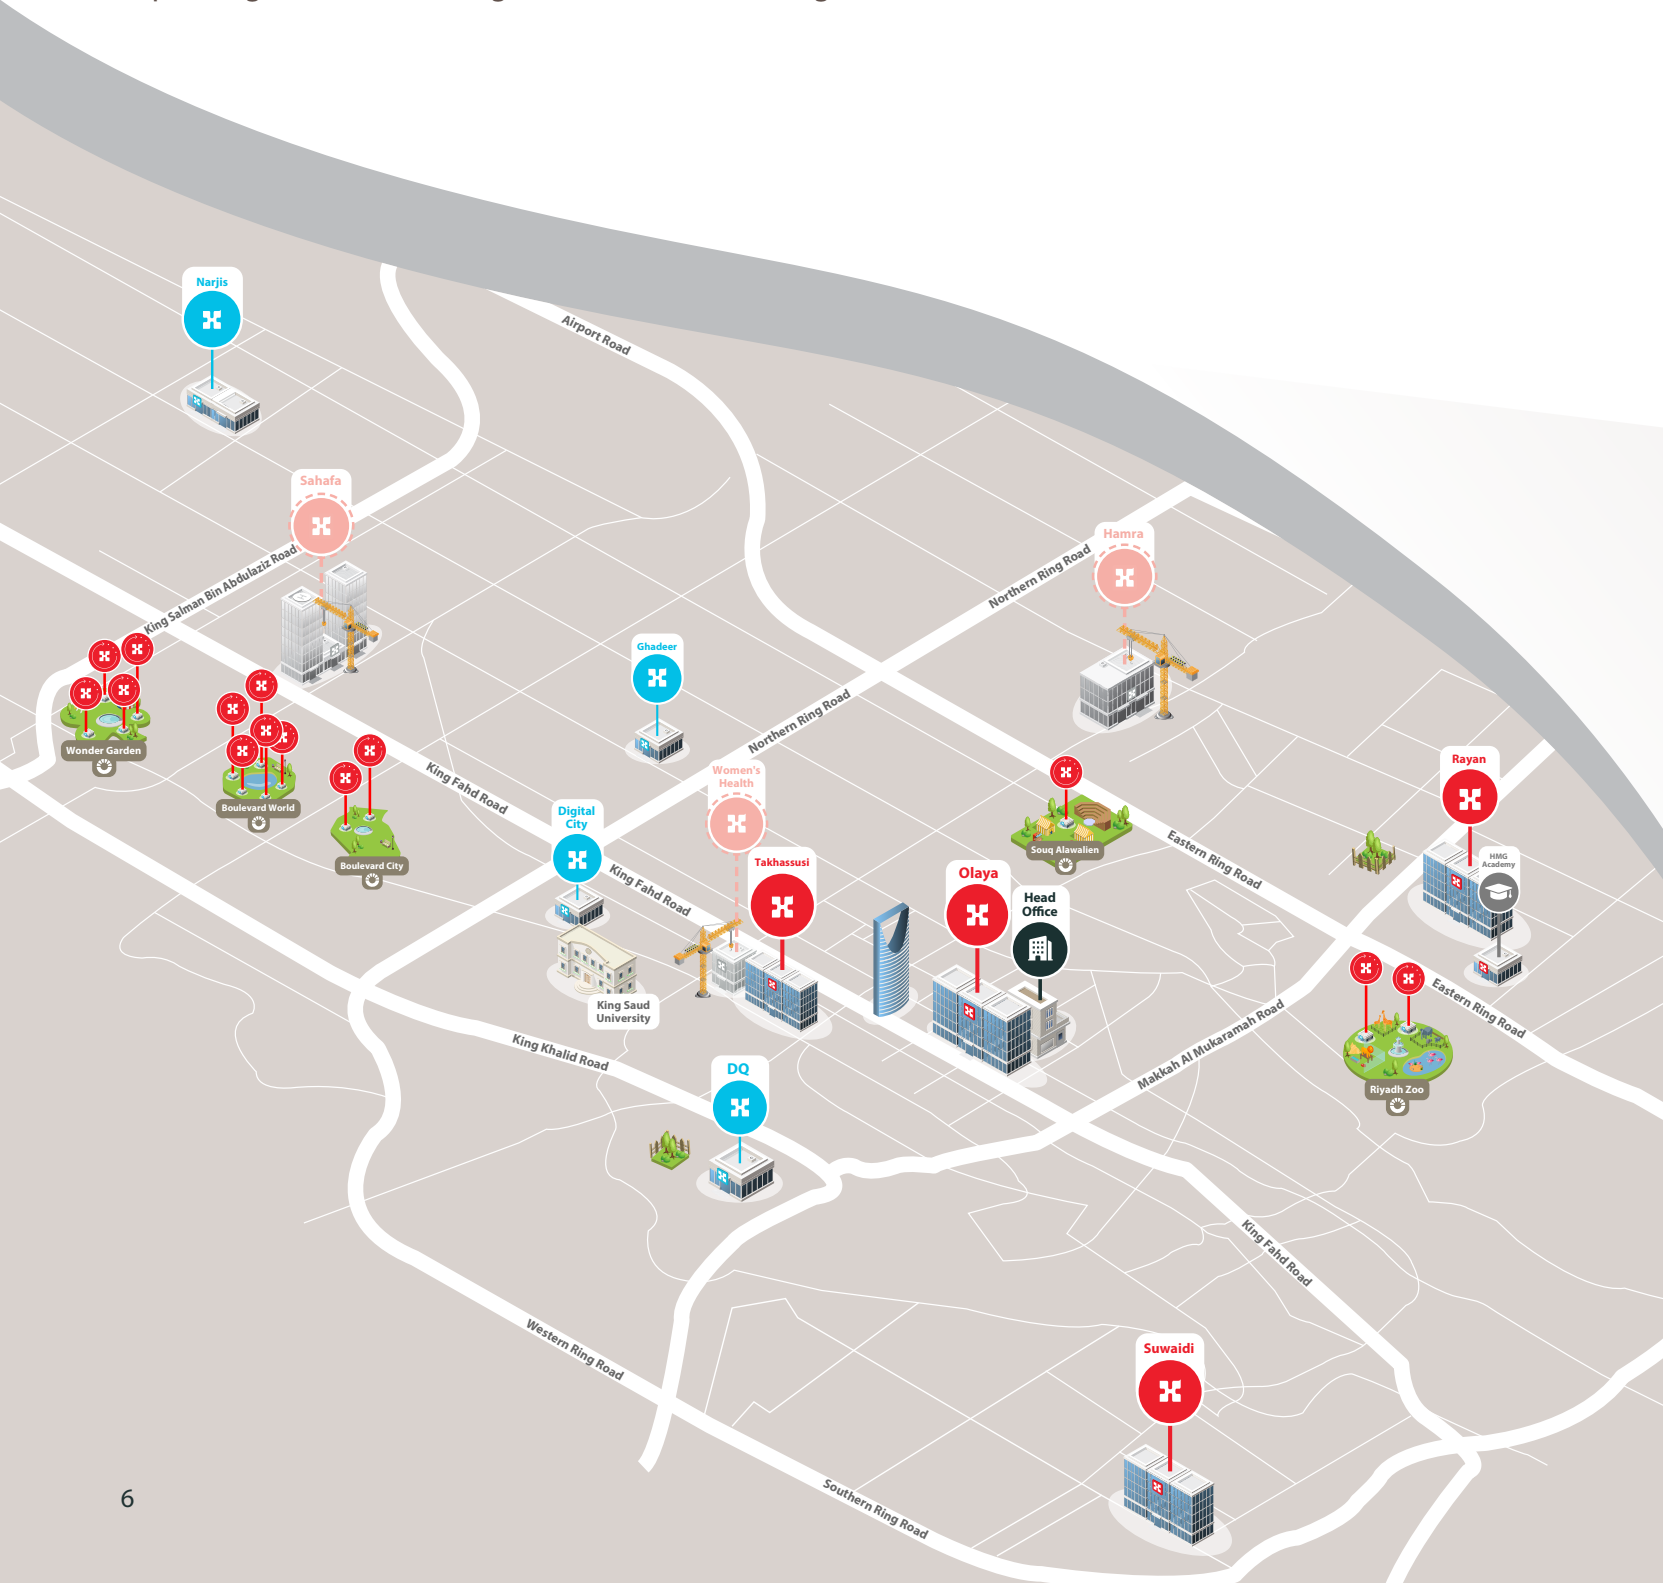 Narjis
Airport Road
Sahafa
King Salman Bin Abdulaziz Road
Hamra
Northern Ring Road
Ghadeer
Northern Ring Road
Wonder Garden
Boulevard World
Boulevard City
King Fahd Road
Women's
Health
Digital
City
King Fahd Road
Takhassusi
Olaya
Head
Office
Souq Alawalien
Eastern Ring Road
Rayan
HMG
Academy
King Saud
University
King Khalid Road
DQ
Makkah Al Mukaramah Road
Eastern Ring Road
Riyadh Zoo
King Fahd Road
Western Ring Road
Suwaidi
Southern Ring Road
6